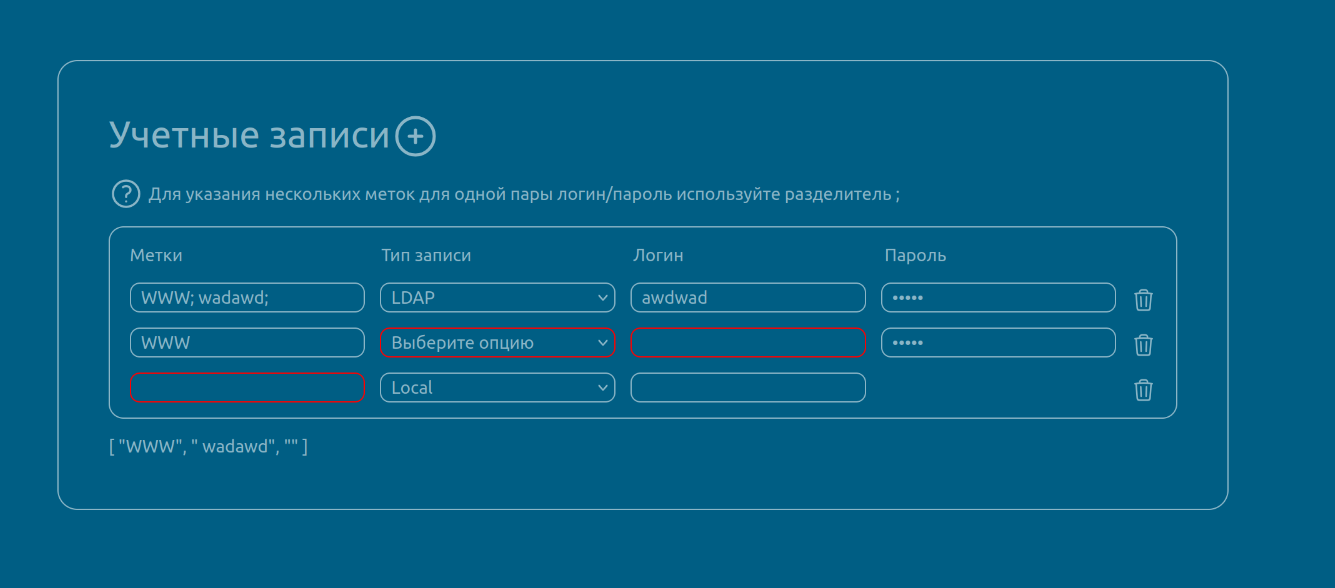 Учетные записи +
? Для указания нескольких меток для одной пары логин/пароль используйте разделитель ;
Метки Тип записи Логин Пароль
WWW; wadawd; LDAP awdwad •••••
WWW Выберите опцию •••••
Local
[ "WWW", " wadawd", "" ]